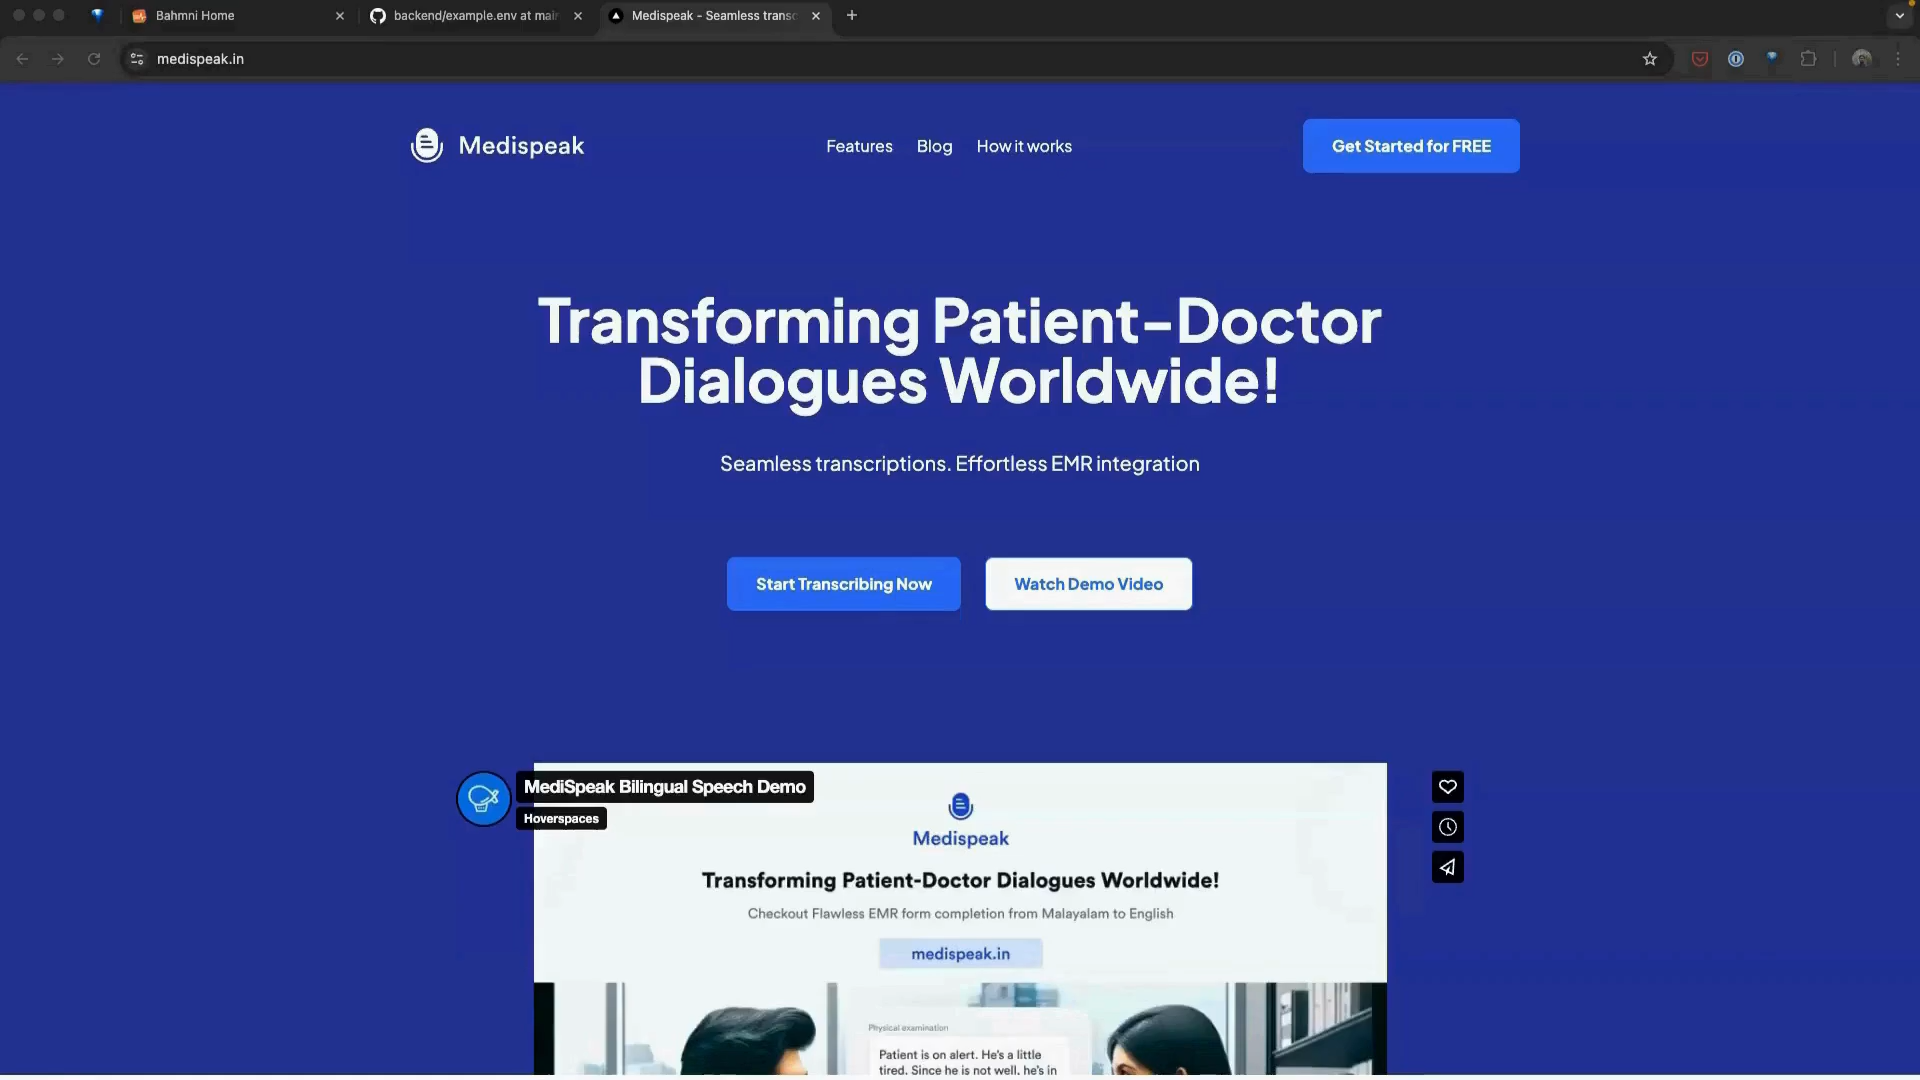 Bahmni Home
backend/example.env at main
Medispeak - Seamless transc
medispeak.in
Medispeak
Features
Blog
How it works
Get Started for FREE
Transforming Patient-Doctor
Dialogues Worldwide!
Seamless transcriptions. Effortless EMR integration
Start Transcribing Now
Watch Demo Video
MediSpeak Bilingual Speech Demo
Hoverspaces
Medispeak
Transforming Patient-Doctor Dialogues Worldwide!
Checkout Flawless EMR form completion from Malayalam to English
medispeak.in
Physical examination
Patient is on alert. He's a little
tired. Since he is not well, he's in